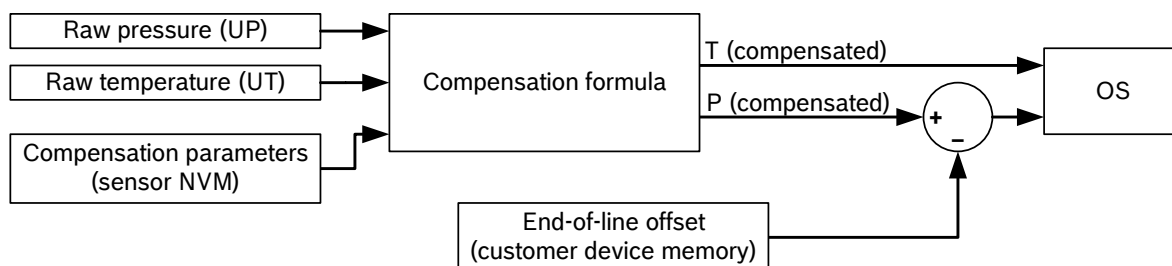 Raw pressure (UP)
Raw temperature (UT)
Compensation parameters
(sensor NVM)
Compensation formula
T (compensated)
P (compensated)
+
−
OS
End-of-line offset
(customer device memory)